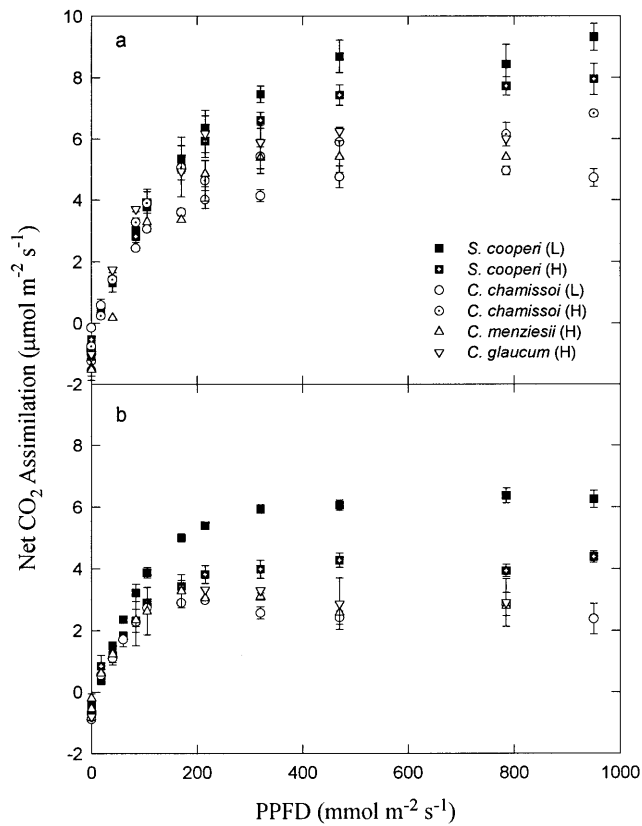 10
a
8
6
4
2
0
-2
S. cooperi (L)
S. cooperi (H)
C. chamissoi (L)
C. chamissoi (H)
C. menziesii (H)
C. glaucum (H)
b
6
4
2
0
-2
0
200
400
600
800
1000
Net CO₂ Assimilation (μmol m⁻² s⁻¹)
PPFD (mmol m⁻² s⁻¹)